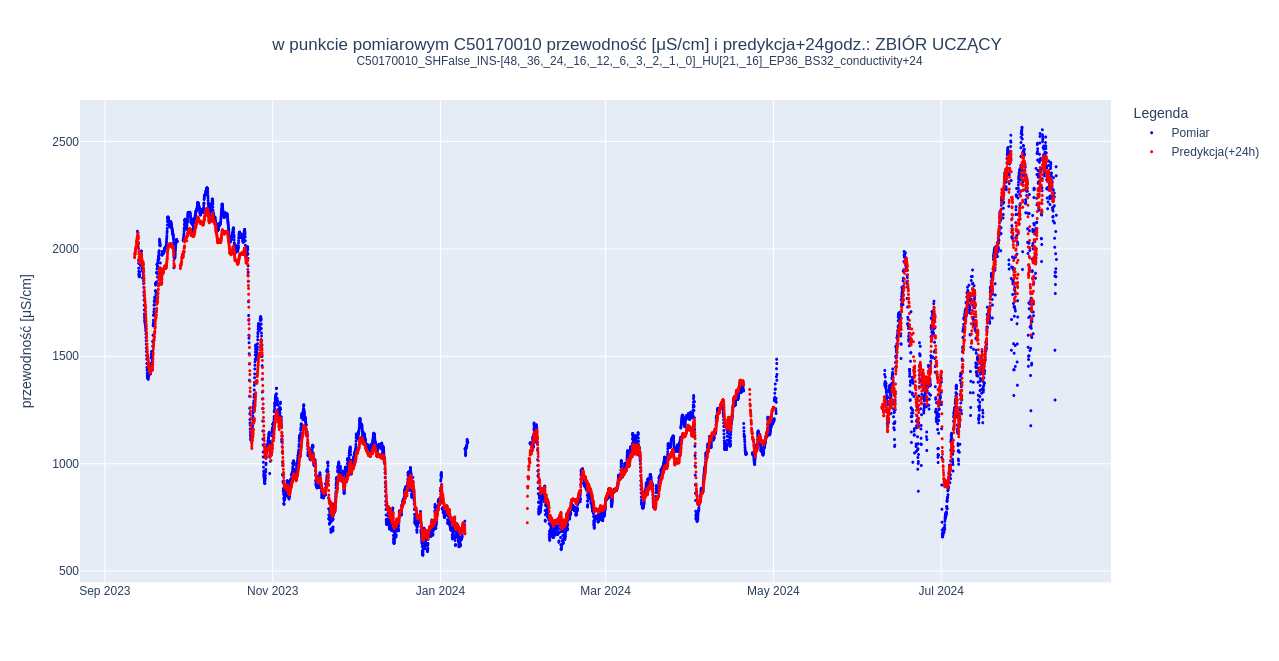 w punkcie pomiarowym C50170010 przewodność [µS/cm] i predykcja+24godz.: ZBIÓR UCZĄCY
C50170010_SHFalse_INS-[48,_36,_24,_16,_12,_6,_3,_2,_1,_0]_HU[21,_16]_EP36_BS32_conductivity+24
Legenda
Pomiar
Predykcja(+24h)
przewodność [µS/cm]
2500
2000
1500
1000
500
Sep 2023
Nov 2023
Jan 2024
Mar 2024
May 2024
Jul 2024